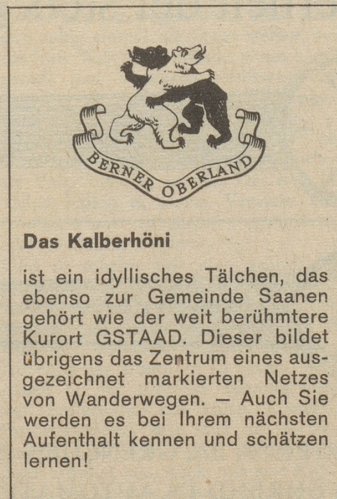 BERNER OBERLAND
Das Kalberhöni
ist ein idyllisches Tälchen, das
ebenso zur Gemeinde Saanen
gehört wie der weit berühmtere
Kurort GSTAAD. Dieser bildet
übrigens das Zentrum eines aus-
gezeichnet markierten Netzes
von Wanderwegen. — Auch Sie
werden es bei Ihrem nächsten
Aufenthalt kennen und schätzen
lernen!